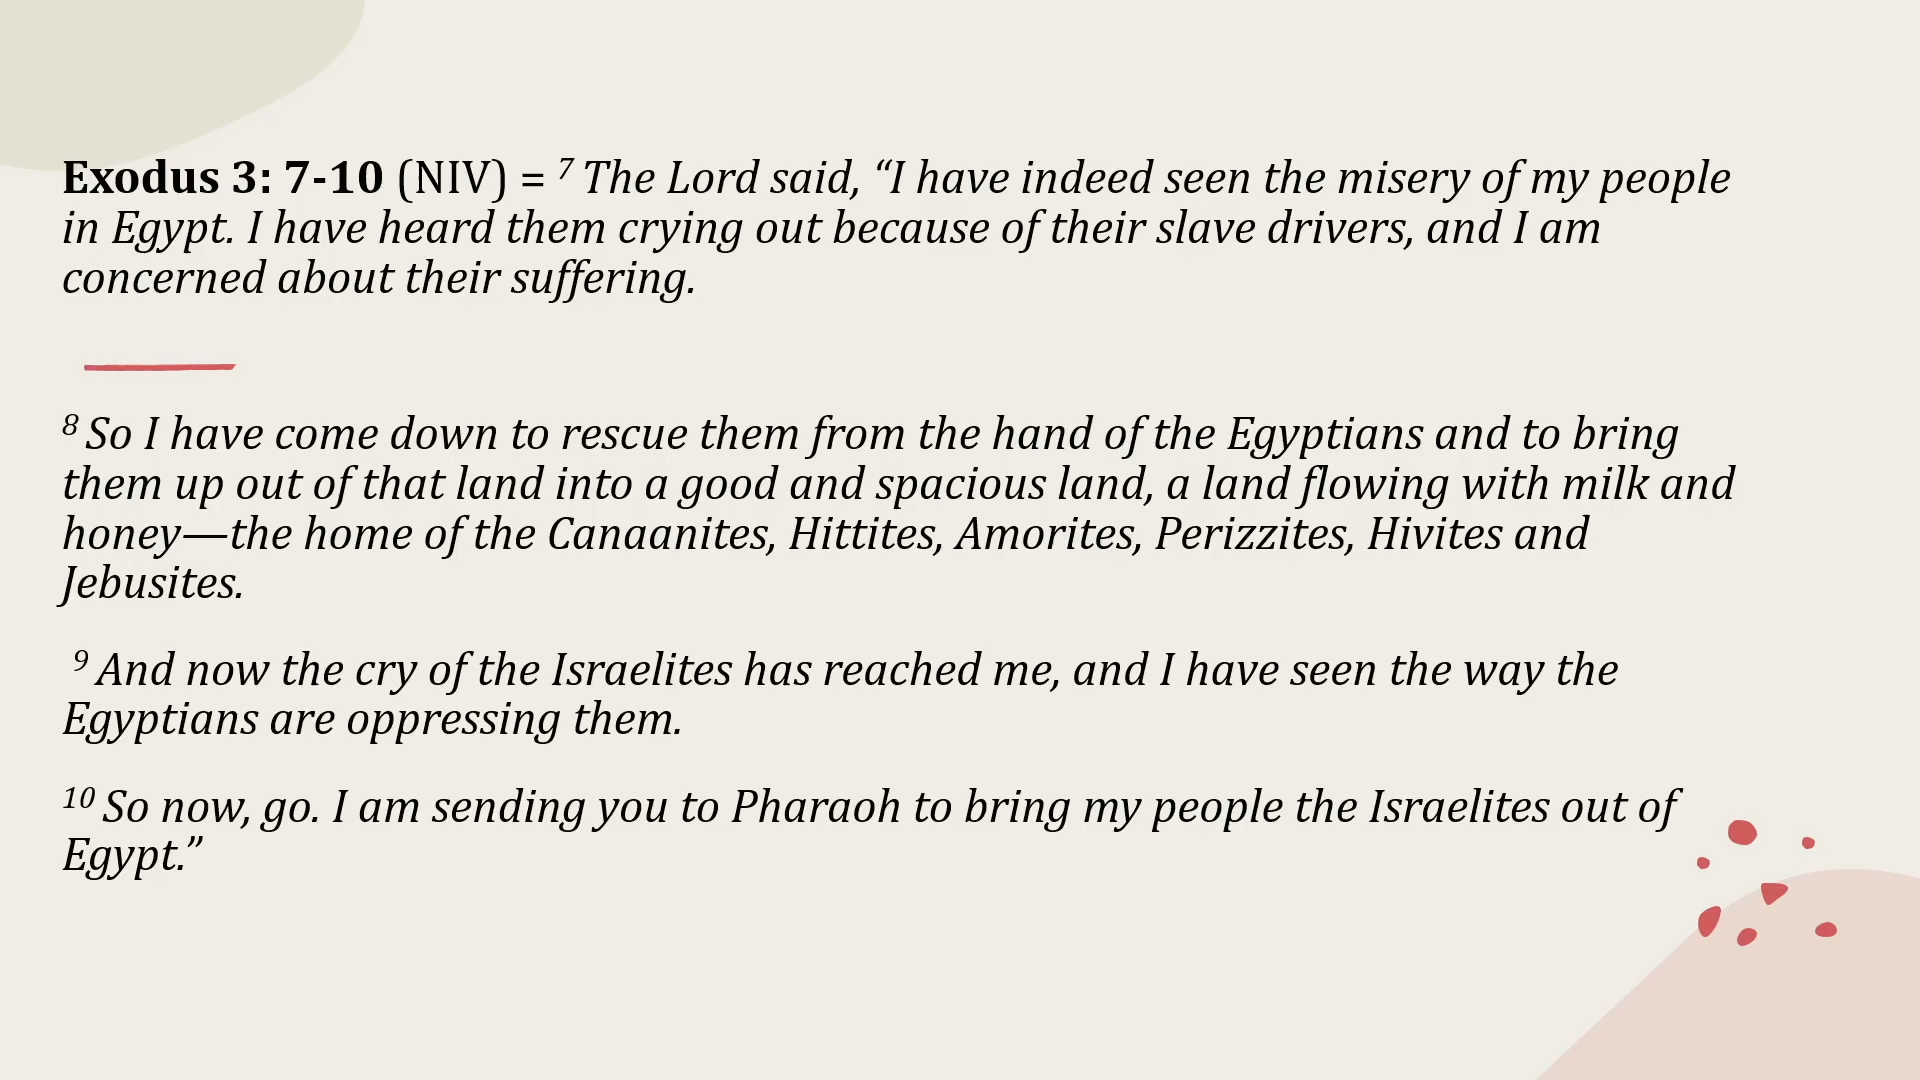 Exodus 3: 7-10 (NIV) = 7 The Lord said, “I have indeed seen the misery of my people
in Egypt. I have heard them crying out because of their slave drivers, and I am
concerned about their suffering.
8 So I have come down to rescue them from the hand of the Egyptians and to bring
them up out of that land into a good and spacious land, a land flowing with milk and
honey—the home of the Canaanites, Hittites, Amorites, Perizzites, Hivites and
Jebusites.
9 And now the cry of the Israelites has reached me, and I have seen the way the
Egyptians are oppressing them.
10 So now, go. I am sending you to Pharaoh to bring my people the Israelites out of
Egypt.”